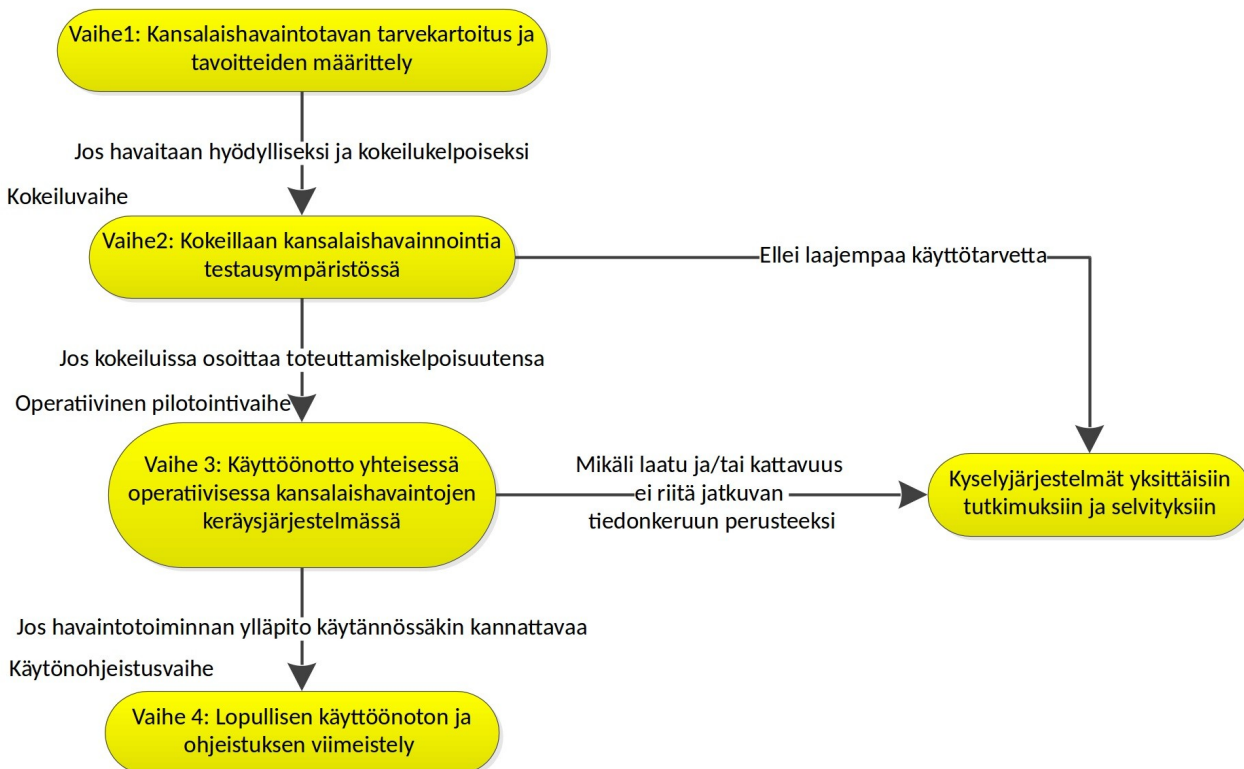 Vaihe1: Kansalaishavaintotavan tarvekartoitus ja
tavoitteiden määrittely
Jos havaitaan hyödylliseksi ja kokeilukelpoiseksi
Kokeiluvaihe
Vaihe2: Kokeillaan kansalaishavainnointia
testausympäristössä
Ellei laajempaa käyttötarvetta
Jos kokeiluissa osoittaa toteuttamiskelpoisuutensa
Operatiivinen pilotointivaihe
Vaihe 3: Käyttöönotto yhteisessä
operatiivisessa kansalaishavaintojen
keräysjärjestelmässä
Mikäli laatu ja/tai kattavuus
ei riitä jatkuvan
tiedonkeruun perusteeksi
Kyselyjärjestelmät yksittäisiin
tutkimuksiin ja selvityksiin
Jos havaintotoiminnan ylläpito käytännössäkin kannattavaa
Käytönohjeistusvaihe
Vaihe 4: Lopullisen käyttöönoton ja
ohjeistuksen viimeistely